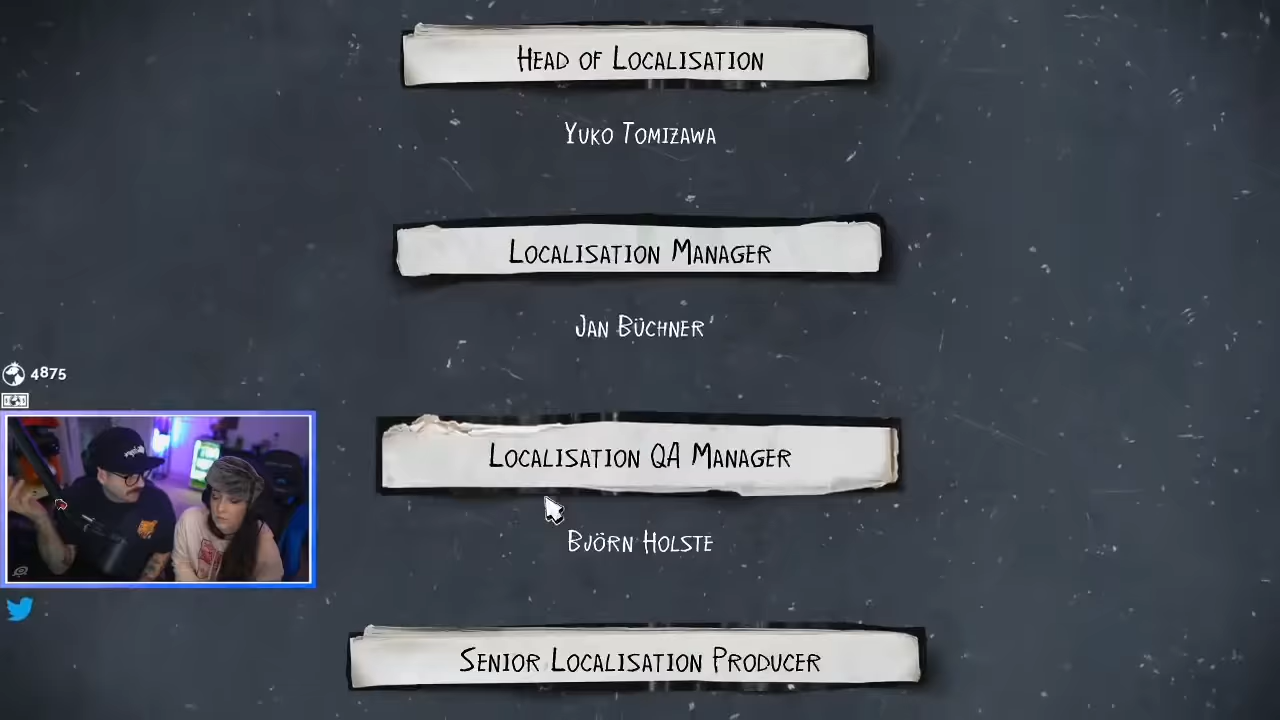 Head of Localisation
Yuko Tomizawa
Localisation Manager
Jan Büchner
4875
Localisation QA Manager
Björn Holste
Senior Localisation Producer